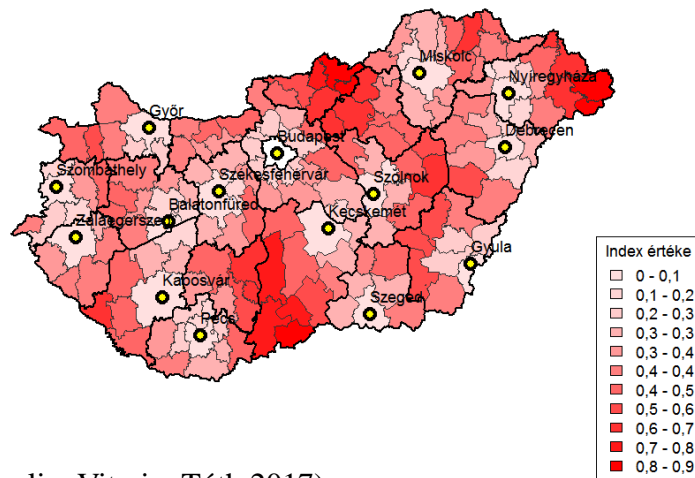 Miskolc
Nyíregyháza
Győr
Budapest
Debrecen
Szombathely
Székesfehérvár
Szolnok
Balatonfüred
Zalaegerszeg
Kecskemét
Gyula
Kaposvár
Szeged
Pécs
Index értéke
0 - 0,1
0,1 - 0,2
0,2 - 0,3
0,3 - 0,3
0,3 - 0,4
0,4 - 0,4
0,4 - 0,5
0,5 - 0,6
0,6 - 0,7
0,7 - 0,8
0,8 - 0,9
Tóth 2017)